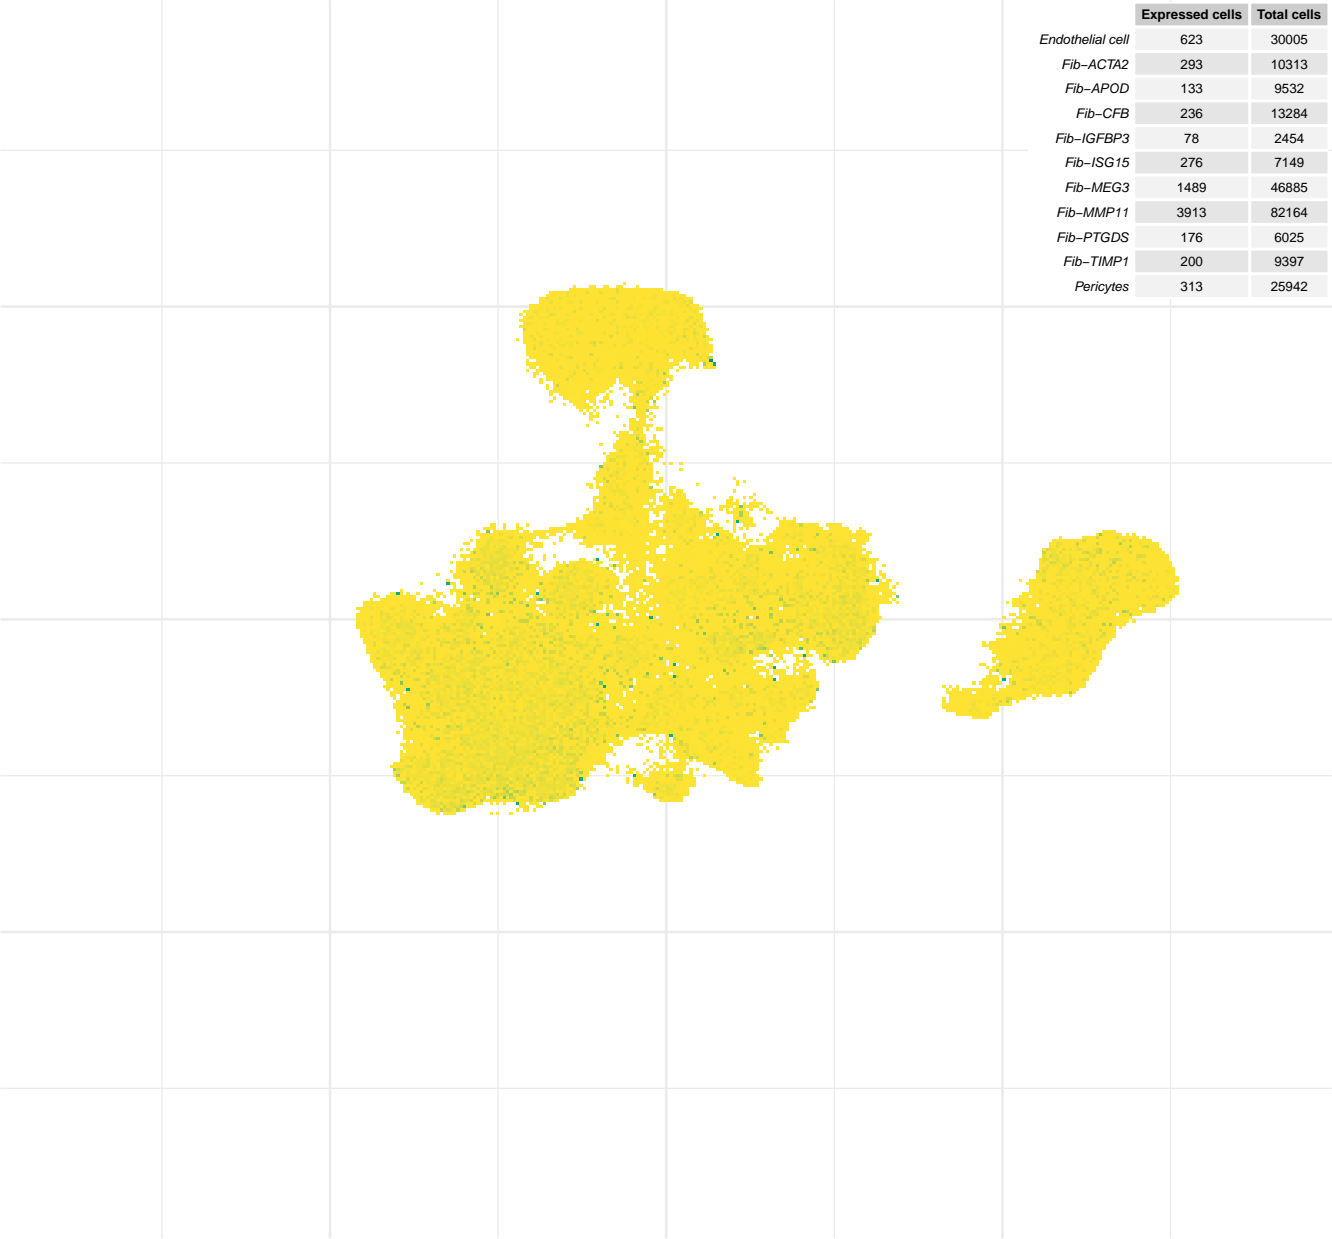 Expressed cells Total cells
Endothelial cell 623 30005
Fib−ACTA2 293 10313
Fib−APOD 133 9532
Fib−CFB 236 13284
Fib−IGFBP3 78 2454
Fib−ISG15 276 7149
Fib−MEG3 1489 46885
Fib−MMP11 3913 82164
Fib−PTGDS 176 6025
Fib−TIMP1 200 9397
Pericytes 313 25942